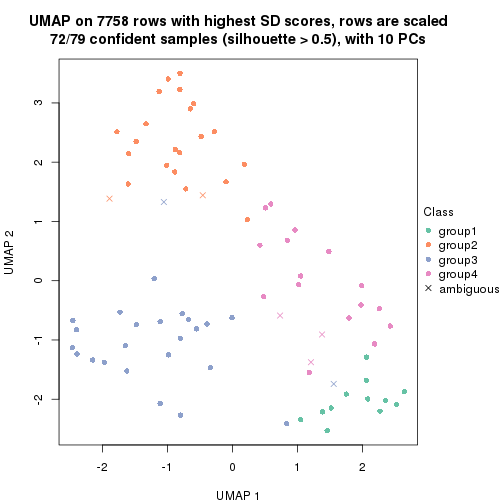 UMAP on 7758 rows with highest SD scores, rows are scaled
72/79 confident samples (silhouette > 0.5), with 10 PCs
3
2
1
0
-1
-2
UMAP 2
-2
-1
0
1
2
UMAP 1
Class
group1
group2
group3
group4
ambiguous